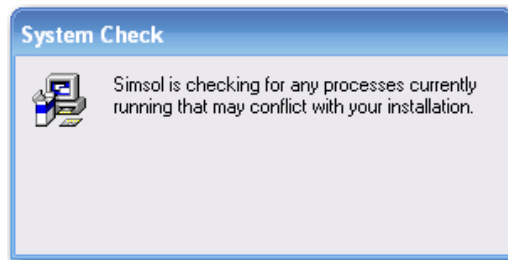 System Check
Simsol is checking for any processes currently
running that may conflict with your installation.